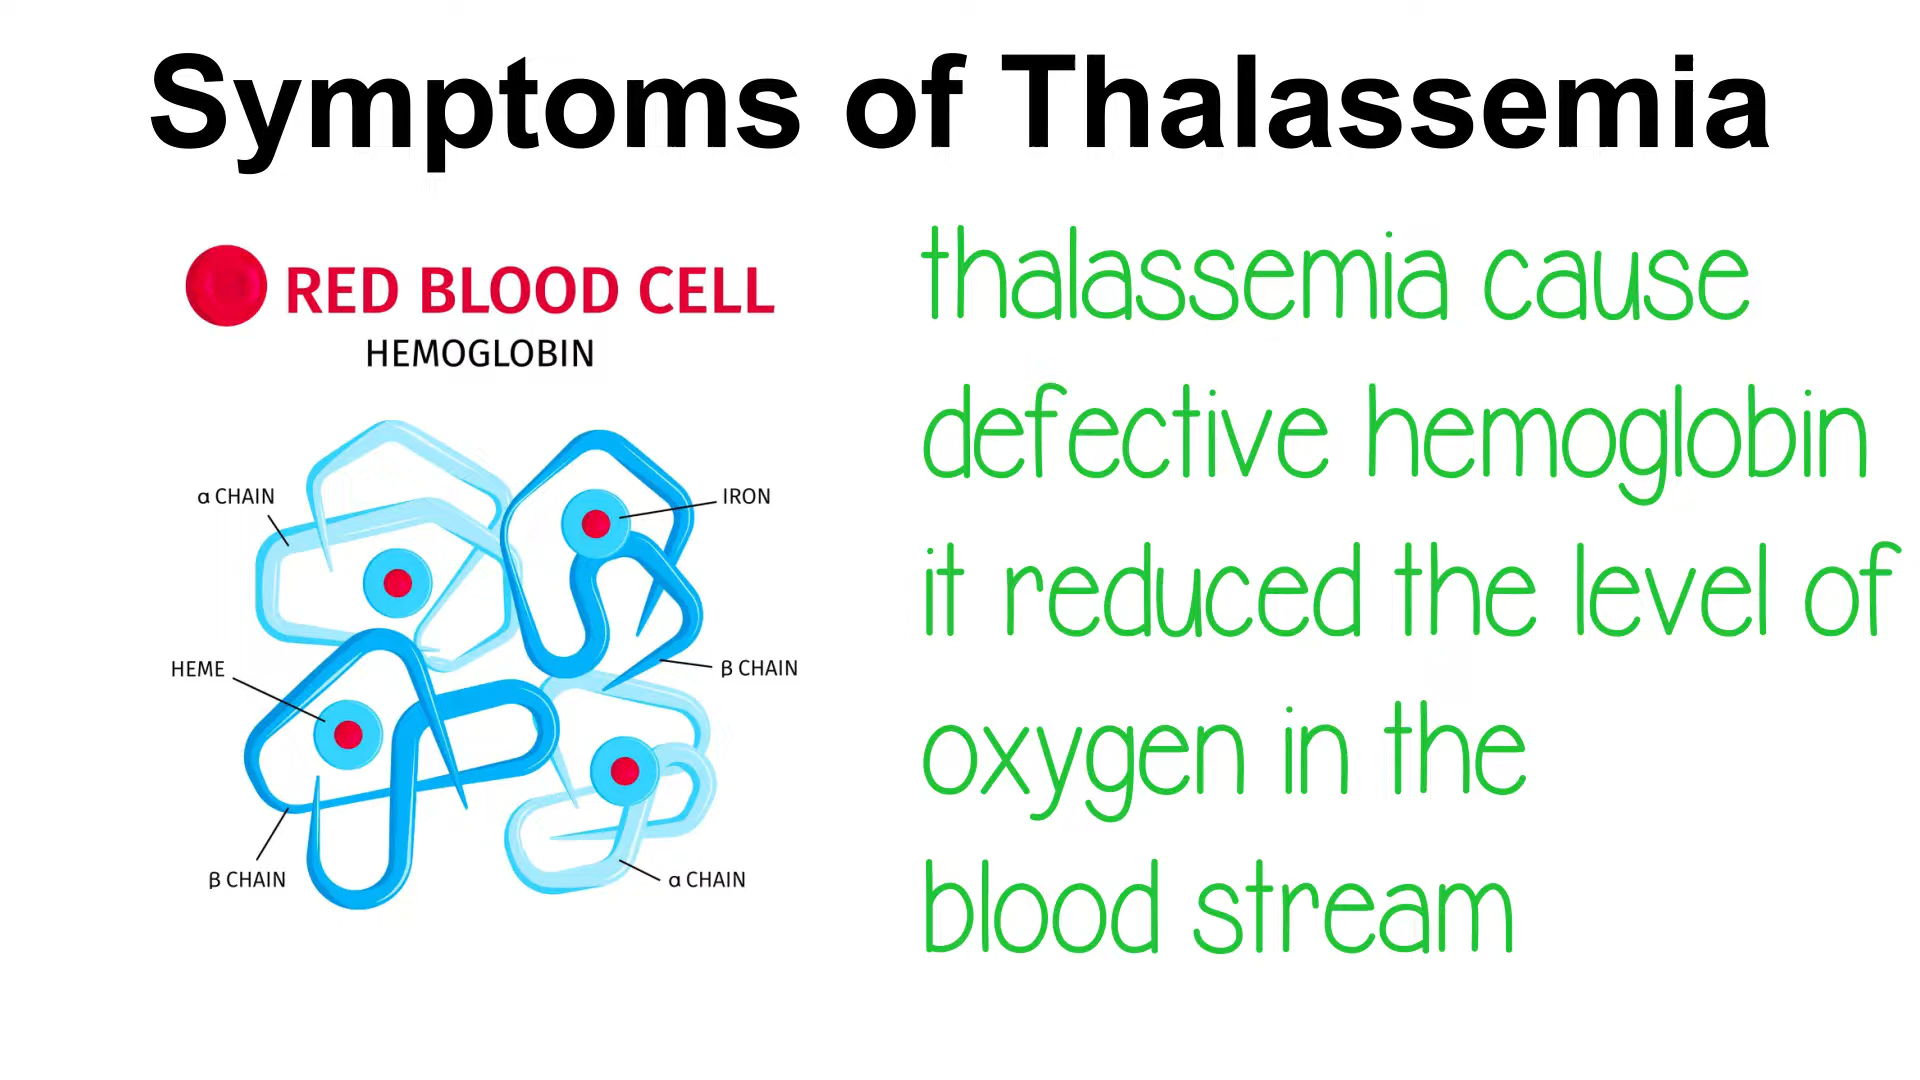 Symptoms of Thalassemia
RED BLOOD CELL
HEMOGLOBIN
α CHAIN
IRON
HEME
β CHAIN
β CHAIN
α CHAIN
thalassemia cause
defective hemoglobin
it reduced the level of
oxygen in the
blood stream